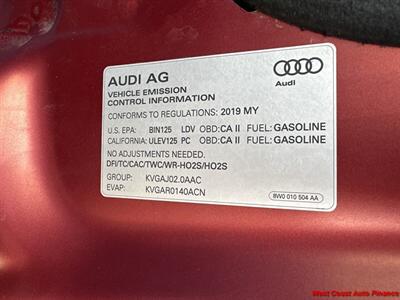 AUDI AG
Audi
VEHICLE EMISSION
CONTROL INFORMATION
CONFORMS TO REGULATIONS: 2019 MY
U.S. EPA: BIN125 LDV OBD:CA II FUEL:GASOLINE
CALIFORNIA: ULEV125 PC OBD:CA II FUEL:GASOLINE
NO ADJUSTMENTS NEEDED.
DFI/TC/CAC/TWC/WR-HO2S/HO2S
GROUP: KVGAJ02.0AAC
EVAP: KVGAR0140ACN
8W0 010 504 AA
West Coast Auto Finance